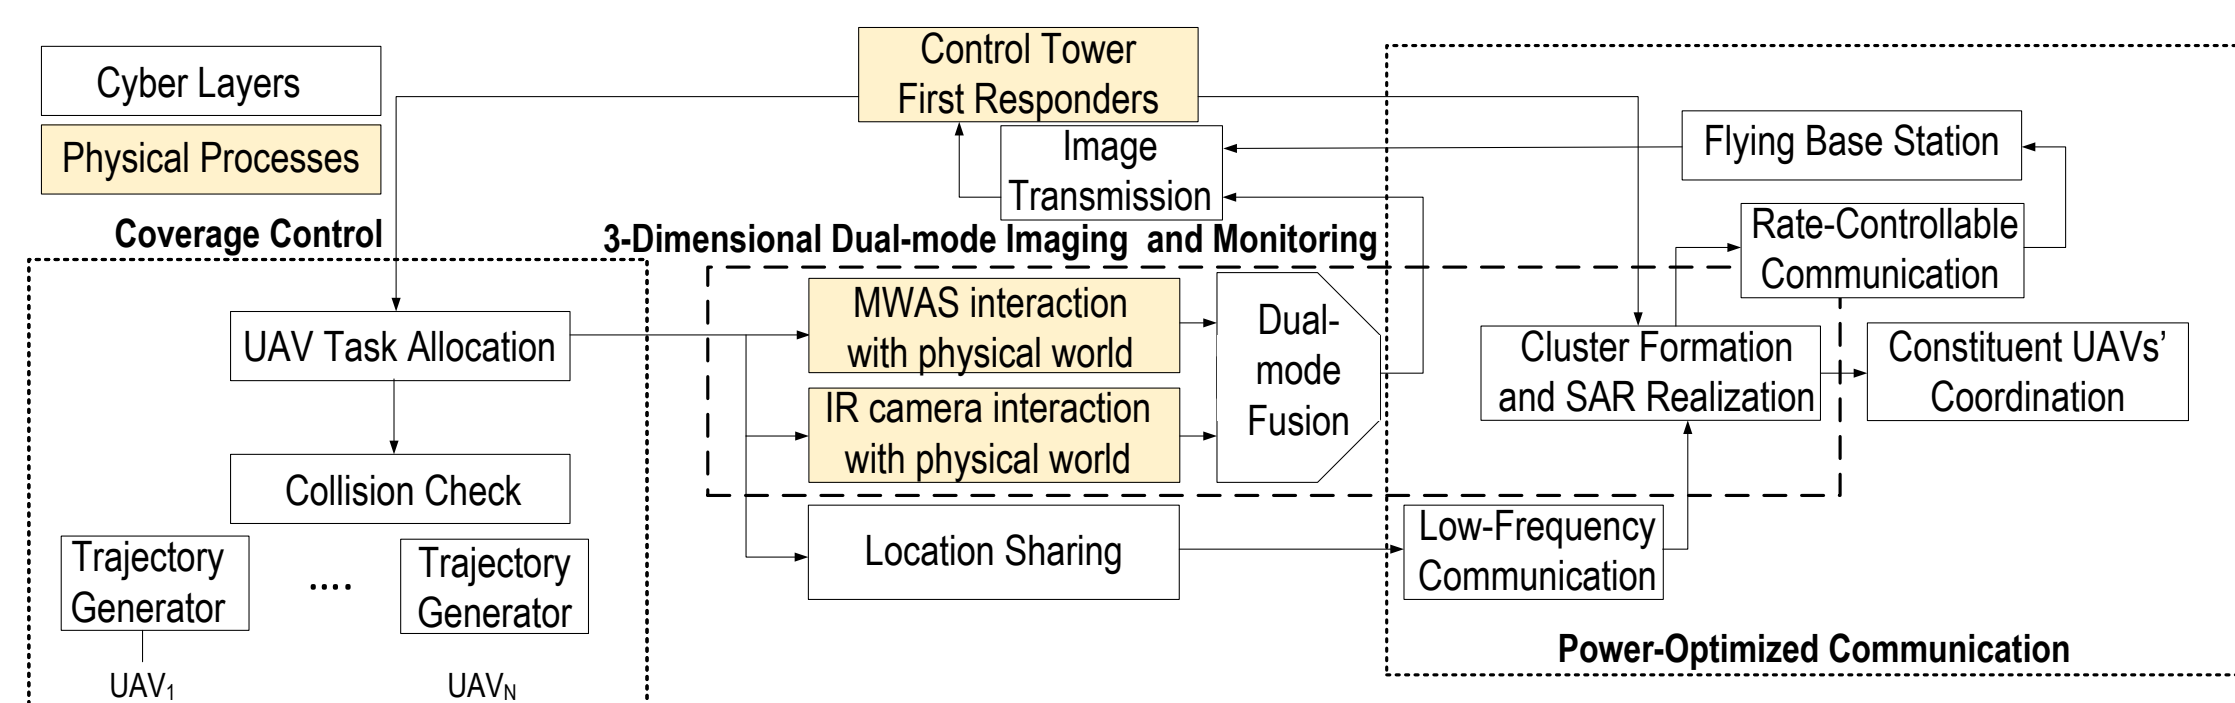 Cyber Layers
Physical Processes
Control Tower
First Responders
Image
Transmission
Flying Base Station
Rate-Controllable
Communication
Coverage Control
3-Dimensional Dual-mode Imaging and Monitoring
UAV Task Allocation
MWAS interaction
with physical world
IR camera interaction
with physical world
Dual-
mode
Fusion
Cluster Formation
and SAR Realization
Constituent UAVs’
Coordination
Collision Check
Location Sharing
Low-Frequency
Communication
Trajectory
Generator
....
Trajectory
Generator
UAV₁
UAV_N
Power-Optimized Communication